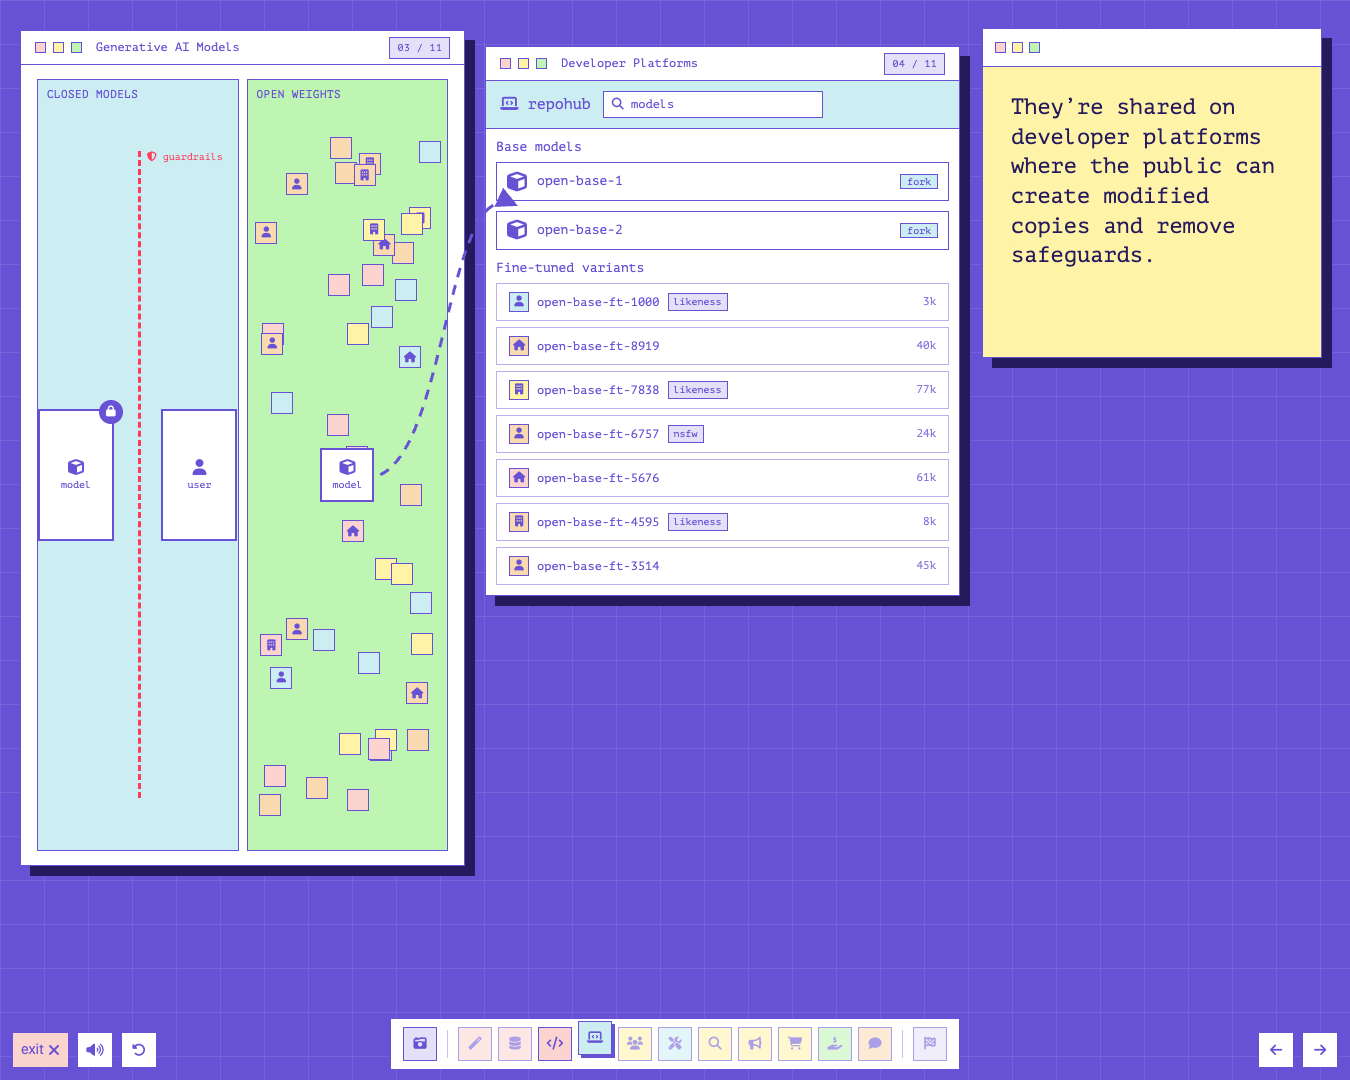 Generative AI Models
03 / 11
CLOSED MODELS
guardrails
model
user
OPEN WEIGHTS
model
Developer Platforms
04 / 11
repohub
models
Base models
open-base-1
fork
open-base-2
fork
Fine-tuned variants
open-base-ft-1000 likeness 3k
open-base-ft-8919 40k
open-base-ft-7838 likeness 77k
open-base-ft-6757 nsfw 24k
open-base-ft-5676 61k
open-base-ft-4595 likeness 8k
open-base-ft-3514 45k
They’re shared on
developer platforms
where the public can
create modified
copies and remove
safeguards.
exit